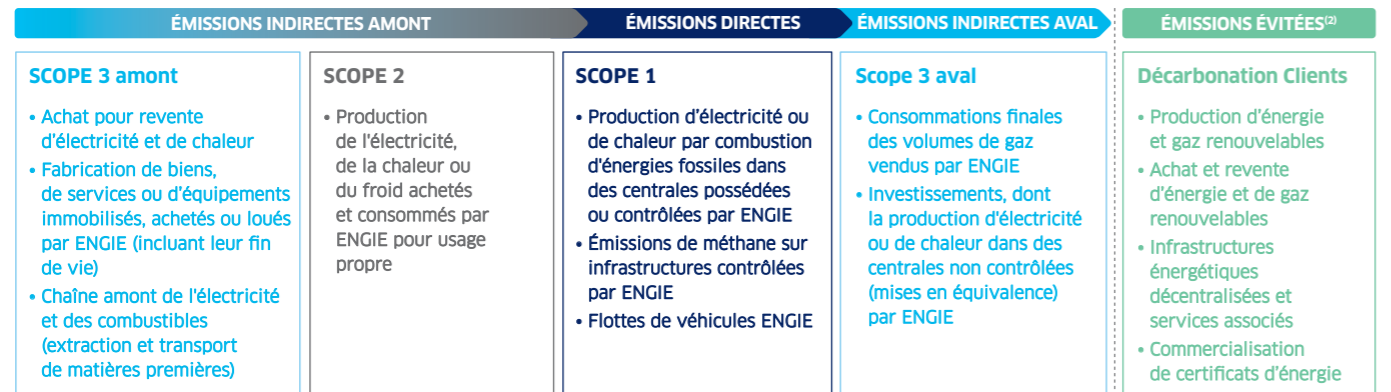 ÉMISSIONS INDIRECTES AMONT
ÉMISSIONS DIRECTES
ÉMISSIONS INDIRECTES AVAL
ÉMISSIONS ÉVITÉES(2)
SCOPE 3 amont
• Achat pour revente
d'électricité et de chaleur
• Fabrication de biens,
de services ou d'équipements
immobilisés, achetés ou loués
par ENGIE (incluant leur fin
de vie)
• Chaîne amont de l'électricité
et des combustibles
(extraction et transport
de matières premières)
SCOPE 2
• Production
de l'électricité,
de la chaleur ou
du froid achetés
et consommés par
ENGIE pour usage
propre
SCOPE 1
• Production d'électricité ou
de chaleur par combustion
d'énergies fossiles dans
des centrales possédées
ou contrôlées par ENGIE
• Émissions de méthane sur
infrastructures contrôlées
par ENGIE
• Flottes de véhicules ENGIE
Scope 3 aval
• Consommations finales
des volumes de gaz
vendus par ENGIE
• Investissements, dont
la production d'électricité
ou de chaleur dans des
centrales non contrôlées
(mises en équivalence)
par ENGIE
Décarbonation Clients
• Production d'énergie
et gaz renouvelables
• Achat et revente
d'énergie et de gaz
renouvelables
• Infrastructures
énergétiques
décentralisées et
services associés
• Commercialisation
de certificats d'énergie